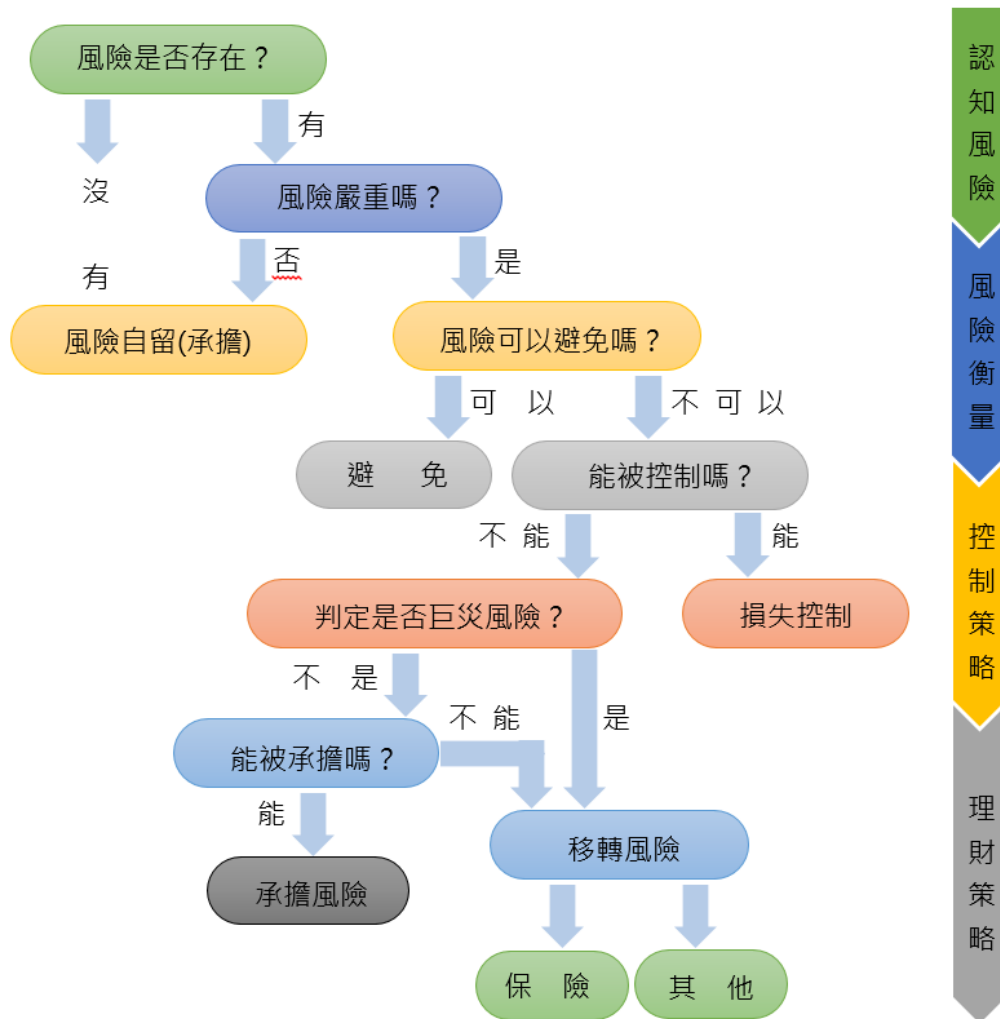 風險是否存在？
有
沒
風險嚴重嗎？
否
是
有
風險自留(承擔)
風險可以避免嗎？
可 以
不 可 以
避 免
能被控制嗎？
不 能
能
判定是否巨災風險？
損失控制
不 是
不 能
是
能被承擔嗎？
能
移轉風險
承擔風險
保 險
其 他
認知風險
風險衡量
控制策略
理財策略